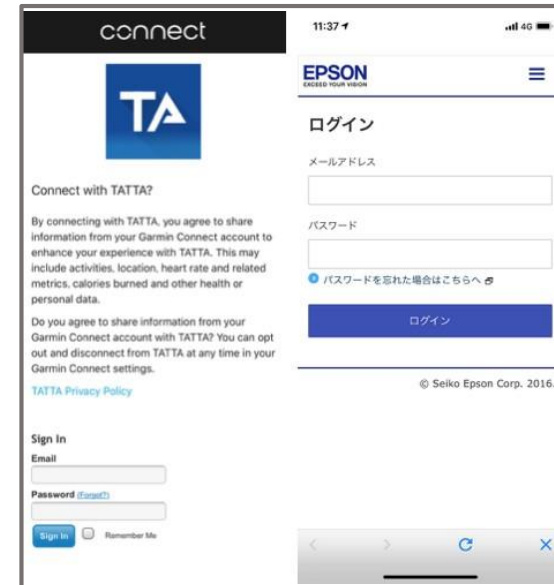 connect
TA
Connect with TATTA?
By connecting with TATTA, you agree to share
information from your Garmin Connect account to
enhance your experience with TATTA. This may
include activities, location, heart rate and related
metrics, calories burned and other health or
personal data.
Do you agree to share information from your
Garmin Connect account with TATTA? You can opt
out and disconnect from TATTA at any time in your
Garmin Connect settings.
TATTA Privacy Policy
Sign In
Email
Password (Forgot?)
Sign In Remember Me
11:37 4G
EPSON
EXCEED YOUR VISION
ログイン
メールアドレス
パスワード
パスワードを忘れた場合はこちらへ
ログイン
© Seiko Epson Corp. 2016.